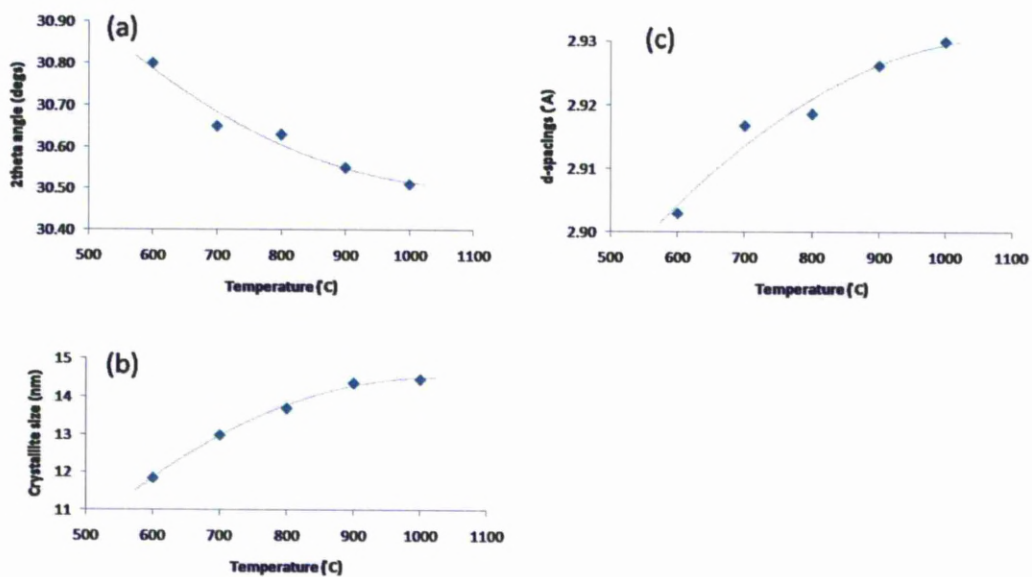 (a)
2theta angle (degs)
30.90
30.80
30.70
30.60
30.50
30.40
500 600 700 800 900 1000 1100
Temperature (°C)
(c)
d-spacings (°A)
2.93
2.92
2.91
2.90
500 600 700 800 900 1000 1100
Temperature (°C)
(b)
Crystallite size (nm)
15
14
13
12
11
500 600 700 800 900 1000 1100
Temperature (°C)